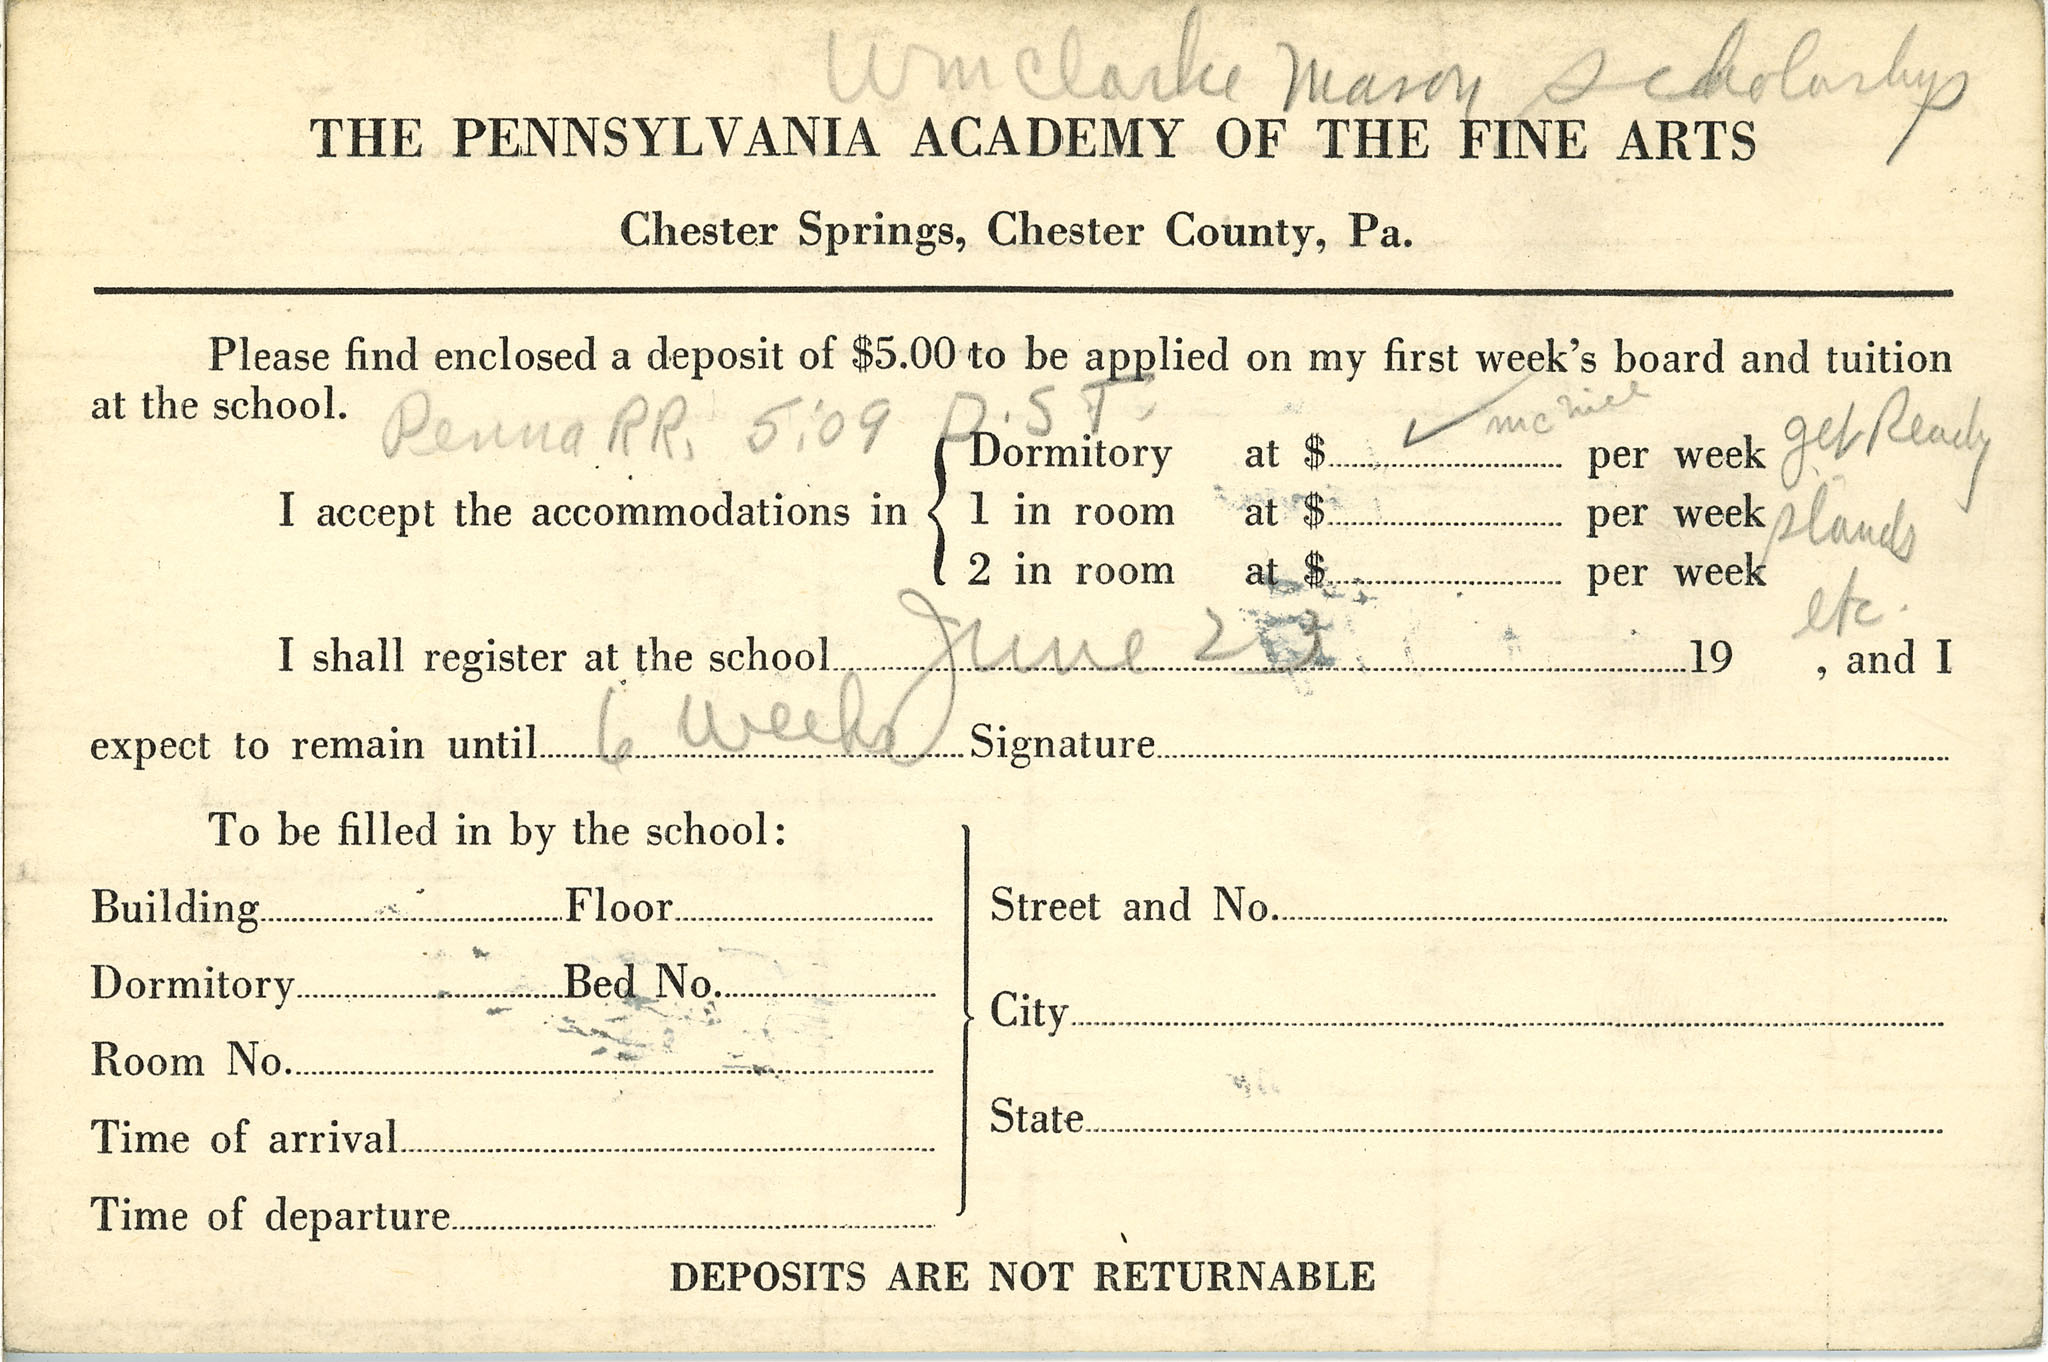 Wm Clarke Mason Scholarship
THE PENNSYLVANIA ACADEMY OF THE FINE ARTS
Chester Springs, Chester County, Pa.
Please find enclosed a deposit of $5.00 to be applied on my first week's board and tuition
at the school.
Penna RR. 5:09 D.S.T.
get Ready
stands
etc.
I accept the accommodations in
Dormitory at $ per week
1 in room at $ per week
2 in room at $ per week
I shall register at the school June 23 19 , and I
expect to remain until 6 weeks Signature
To be filled in by the school:
Building Floor
Dormitory Bed No.
Room No.
Time of arrival
Time of departure
Street and No.
City
State
DEPOSITS ARE NOT RETURNABLE